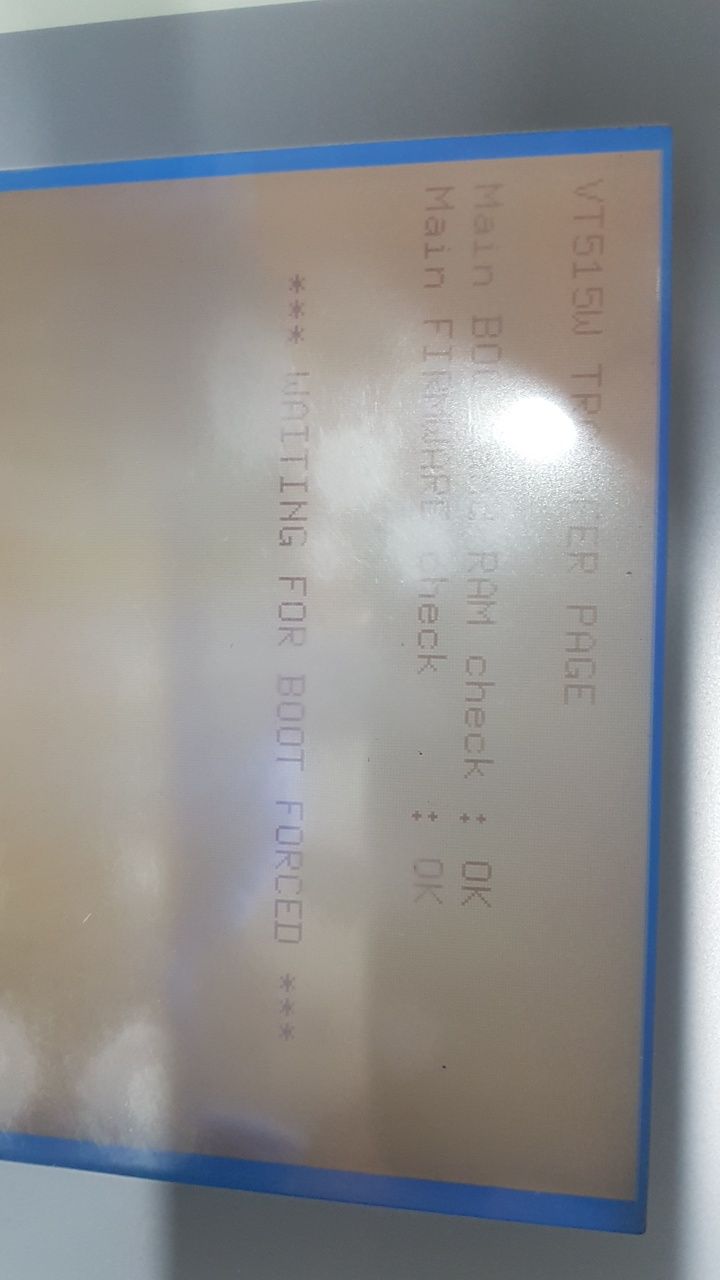 VT515W PAGE
Main RAM check : OK
Main FIRMWARE check : OK
*** WAITING FOR BOOT FORCED ***